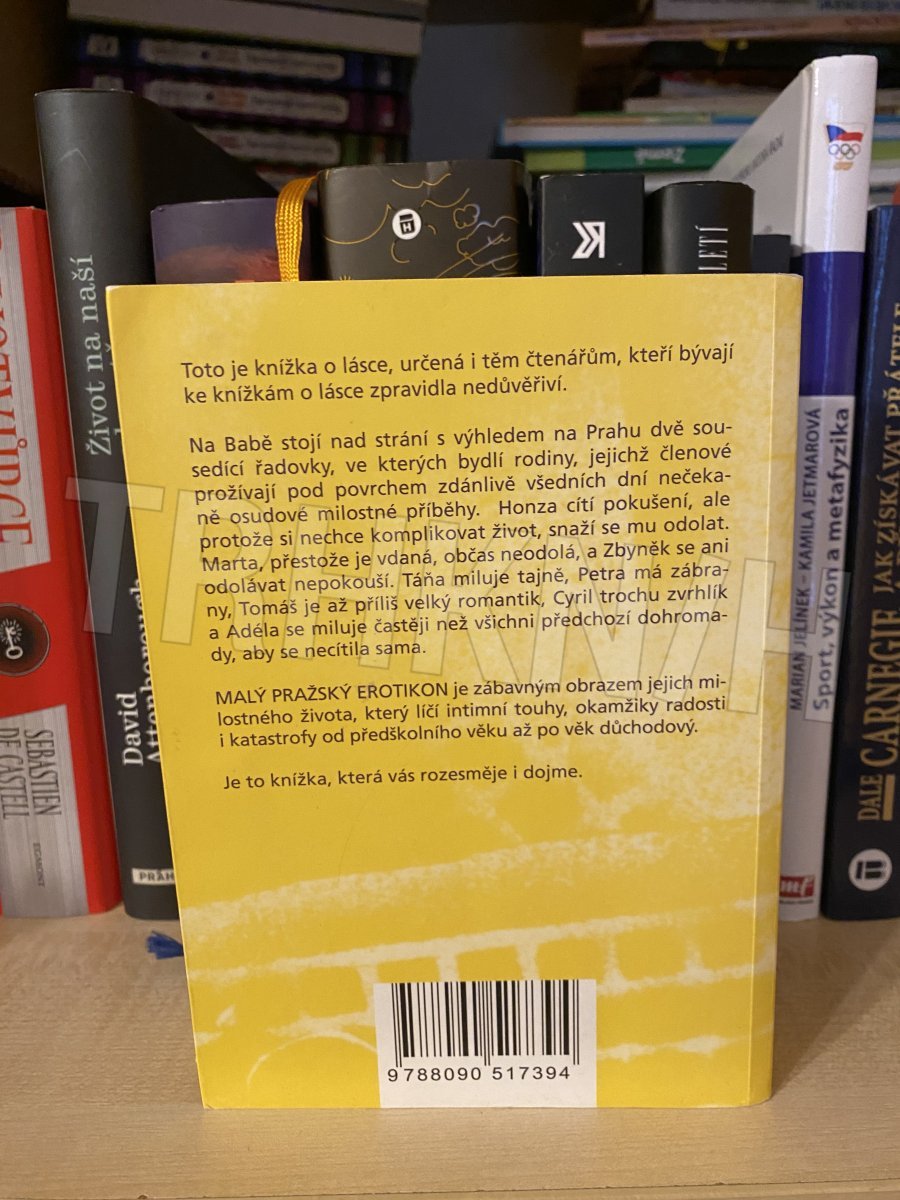 Toto je knížka o lásce, určená i těm čtenářům, kteří bývají
ke knížkám o lásce zpravidla nedůvěřiví.
Na Babě stojí nad strání s výhledem na Prahu dvě sou-
sedící řadovky, ve kterých bydlí rodiny, jejichž členové
prožívají pod povrchem zdánlivě všedních dní nečeka-
ně osudové milostné příběhy. Honza cítí pokušení, ale
protože si nechce komplikovat život, snaží se mu odolat.
Marta, přestože je vdaná, občas neodolá, a Zbyněk se ani
odolávat nepokouší. Táňa miluje tajně, Petra má zábra-
ny, Tomáš je až příliš velký romantik, Cyril trochu zvrhlík
a Adéla se miluje častěji než všichni předchozí dohroma-
dy, aby se necítila sama.
MALÝ PRAŽSKÝ EROTIKON je zábavným obrazem jejich mi-
lostného života, který líčí intimní touhy, okamžiky radosti
i katastrofy od předškolního věku až po věk důchodový.
Je to knížka, která vás rozesměje i dojme.
9788090 517394
TRHKNIH
Život na naší
David
SEBASTIEN
DE CASTELL
EGMONT
PRÁH
Země
K
H
LETÍ
MARIAN JELÍNEK – KAMILA JETMAROVÁ
Sport, výkon a metafyzika
mf
DALE CARNEGIE
JAK ZÍSKÁVAT PŘÁTELE